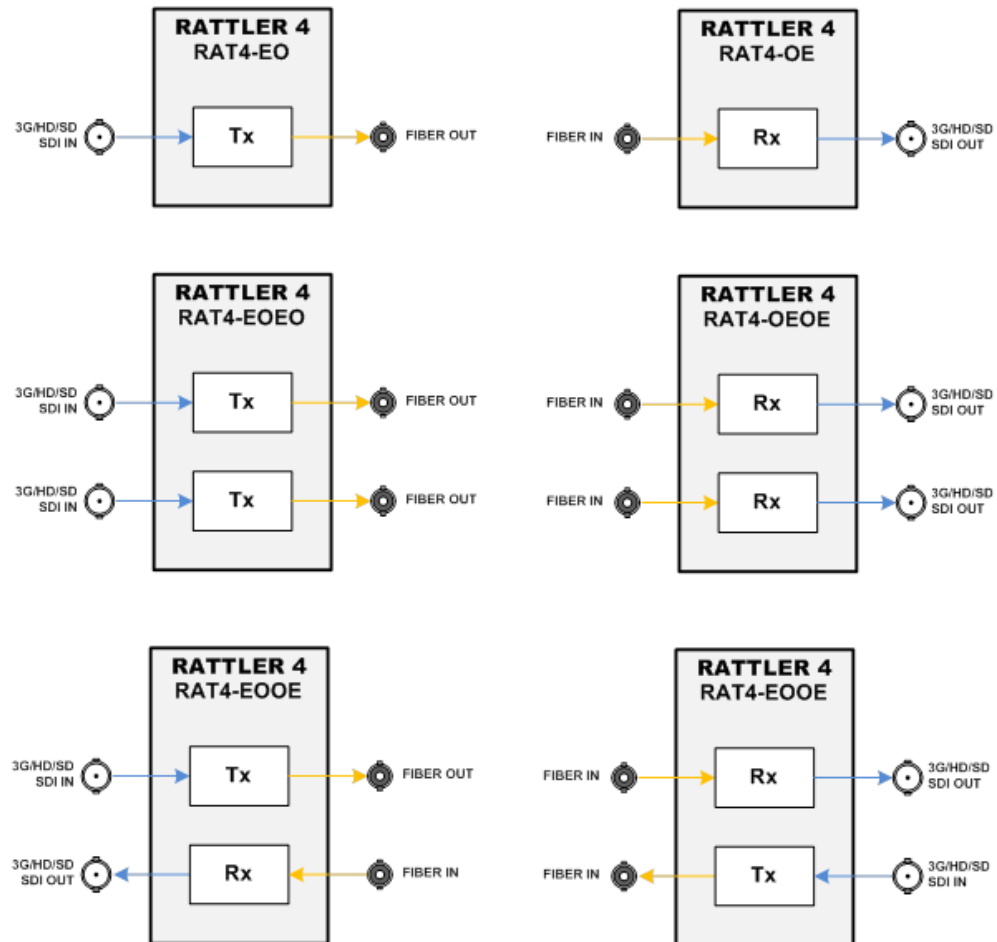 RATTLER 4
RAT4-EO
3G/HD/SD
SDI IN
Tx
FIBER OUT
RATTLER 4
RAT4-OE
FIBER IN
Rx
3G/HD/SD
SDI OUT
RATTLER 4
RAT4-EOEO
3G/HD/SD
SDI IN
Tx
FIBER OUT
3G/HD/SD
SDI IN
Tx
FIBER OUT
RATTLER 4
RAT4-OEOE
FIBER IN
Rx
3G/HD/SD
SDI OUT
FIBER IN
Rx
3G/HD/SD
SDI OUT
RATTLER 4
RAT4-EOOE
3G/HD/SD
SDI IN
Tx
FIBER OUT
3G/HD/SD
SDI OUT
Rx
FIBER IN
RATTLER 4
RAT4-EOOE
FIBER IN
Rx
3G/HD/SD
SDI OUT
FIBER IN
Tx
3G/HD/SD
SDI IN